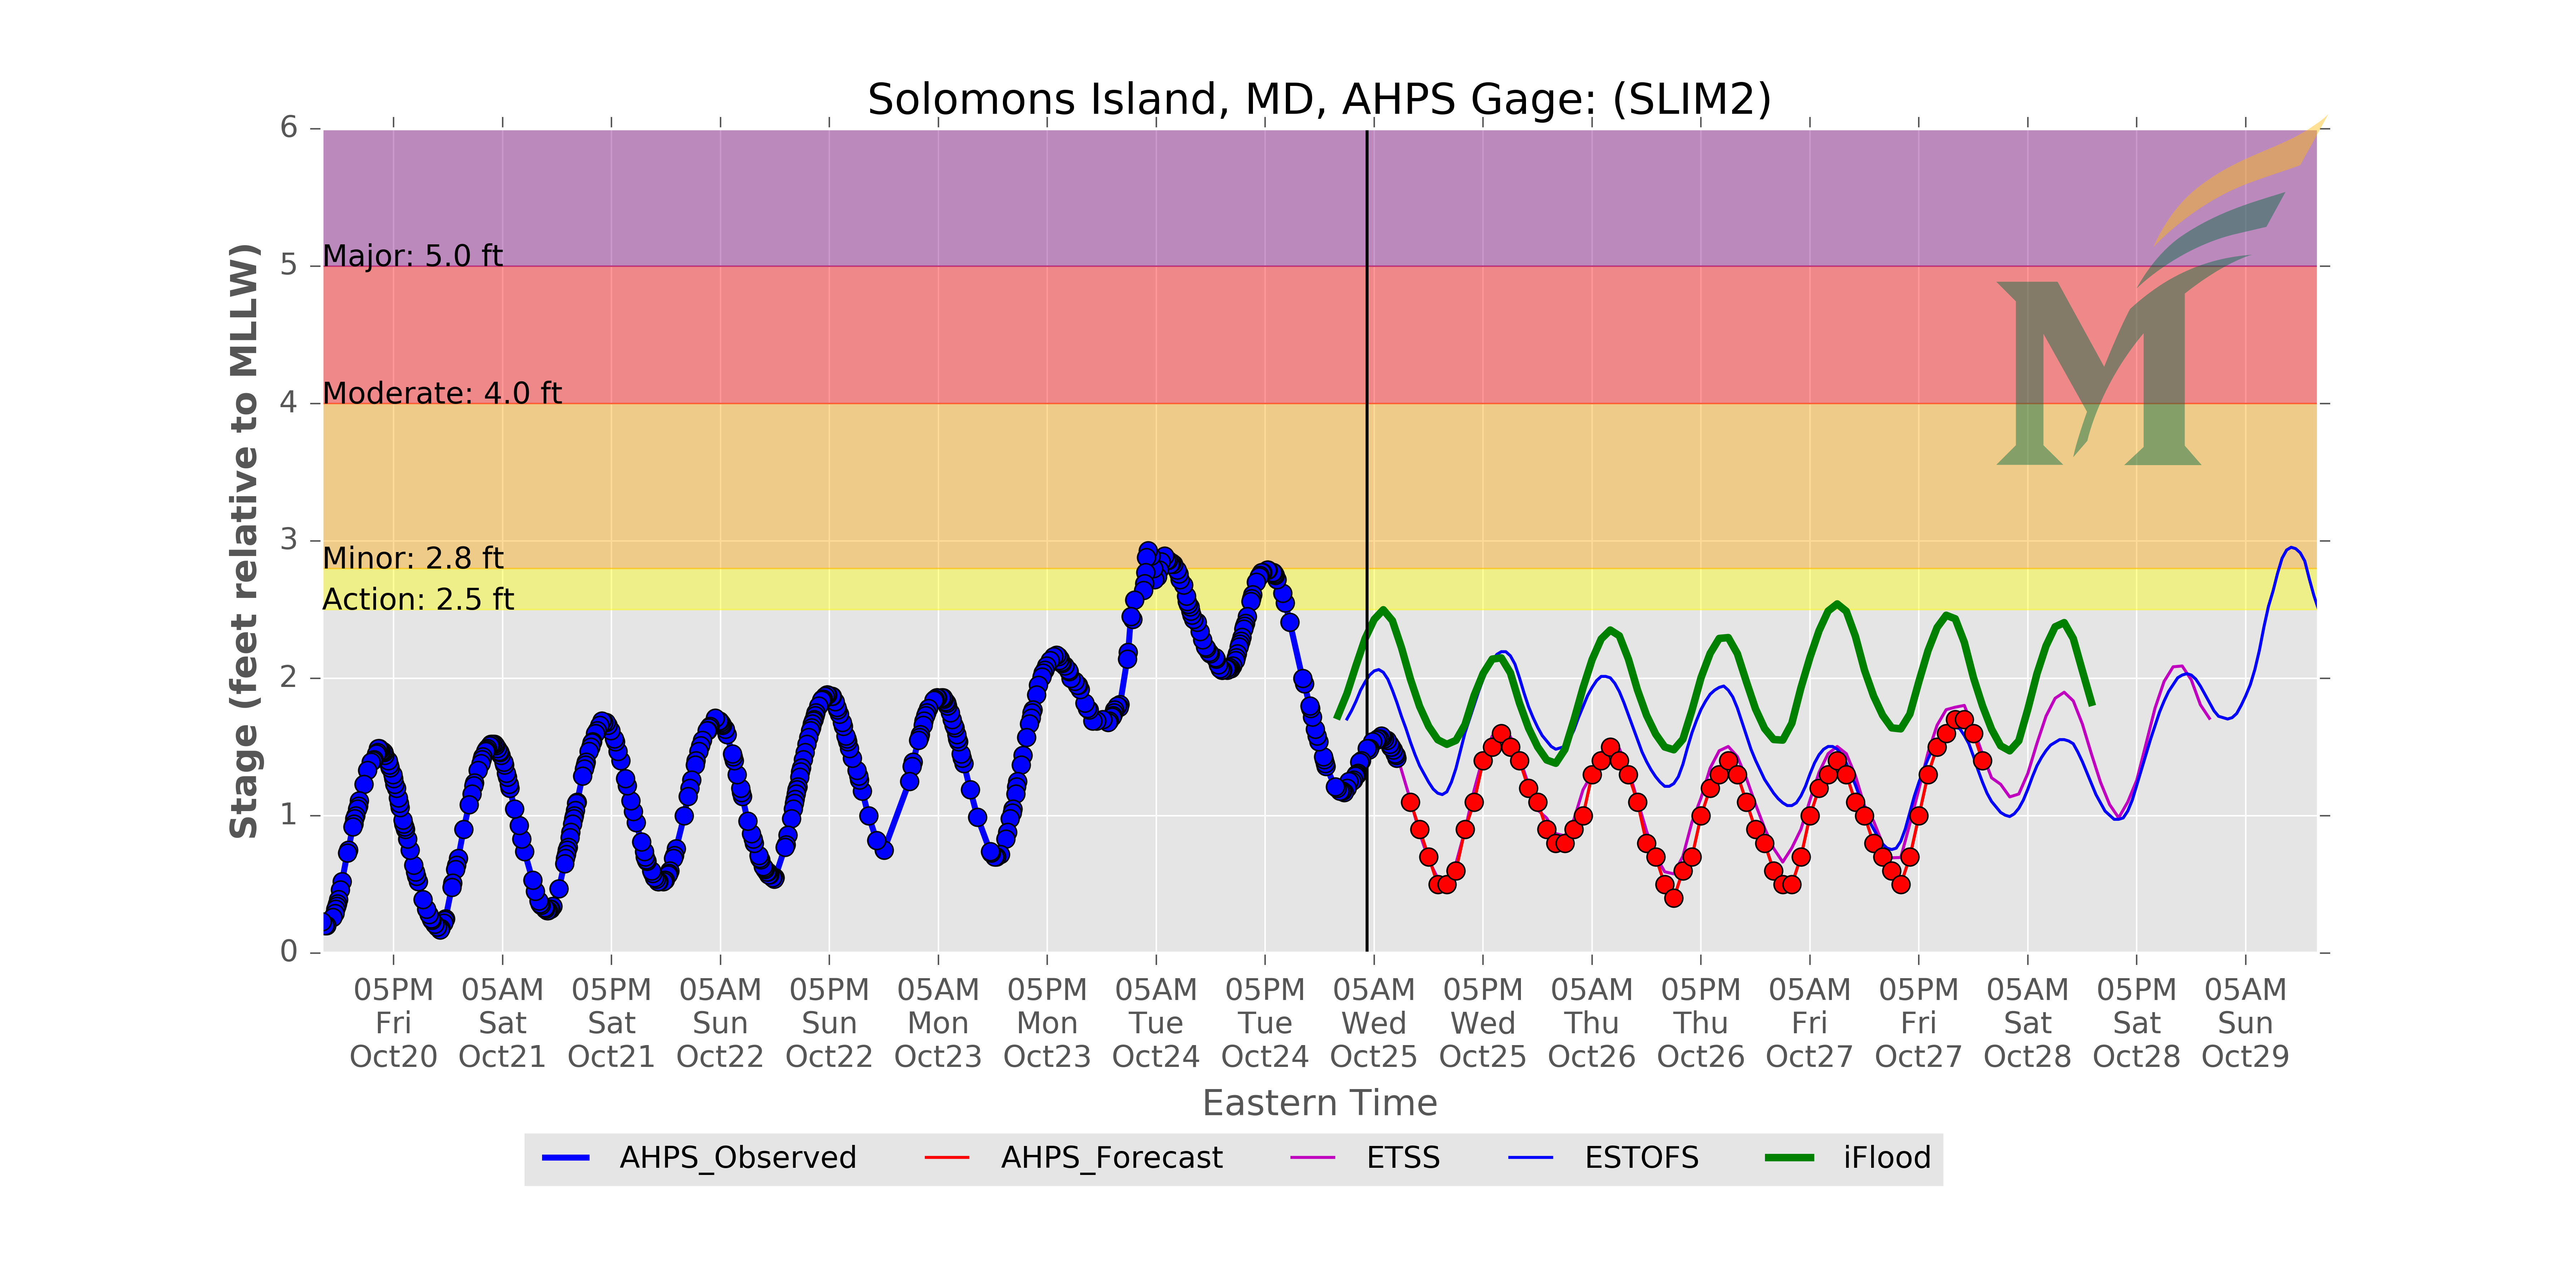 Solomons Island, MD, AHPS Gage: (SLIM2)
Stage (feet relative to MLLW)
6
5
4
3
2
1
0
Major: 5.0 ft
Moderate: 4.0 ft
Minor: 2.8 ft
Action: 2.5 ft
M
05PM 05AM 05PM 05AM 05PM 05AM 05PM 05AM 05PM 05AM 05PM 05AM 05PM 05AM 05PM 05AM 05PM 05AM
Fri Sat Sat Sun Sun Mon Mon Tue Tue Wed Wed Thu Thu Fri Fri Sat Sat Sun
Oct20 Oct21 Oct21 Oct22 Oct22 Oct23 Oct23 Oct24 Oct24 Oct25 Oct25 Oct26 Oct26 Oct27 Oct27 Oct28 Oct28 Oct29
Eastern Time
AHPS_Observed AHPS_Forecast ETSS ESTOFS iFlood